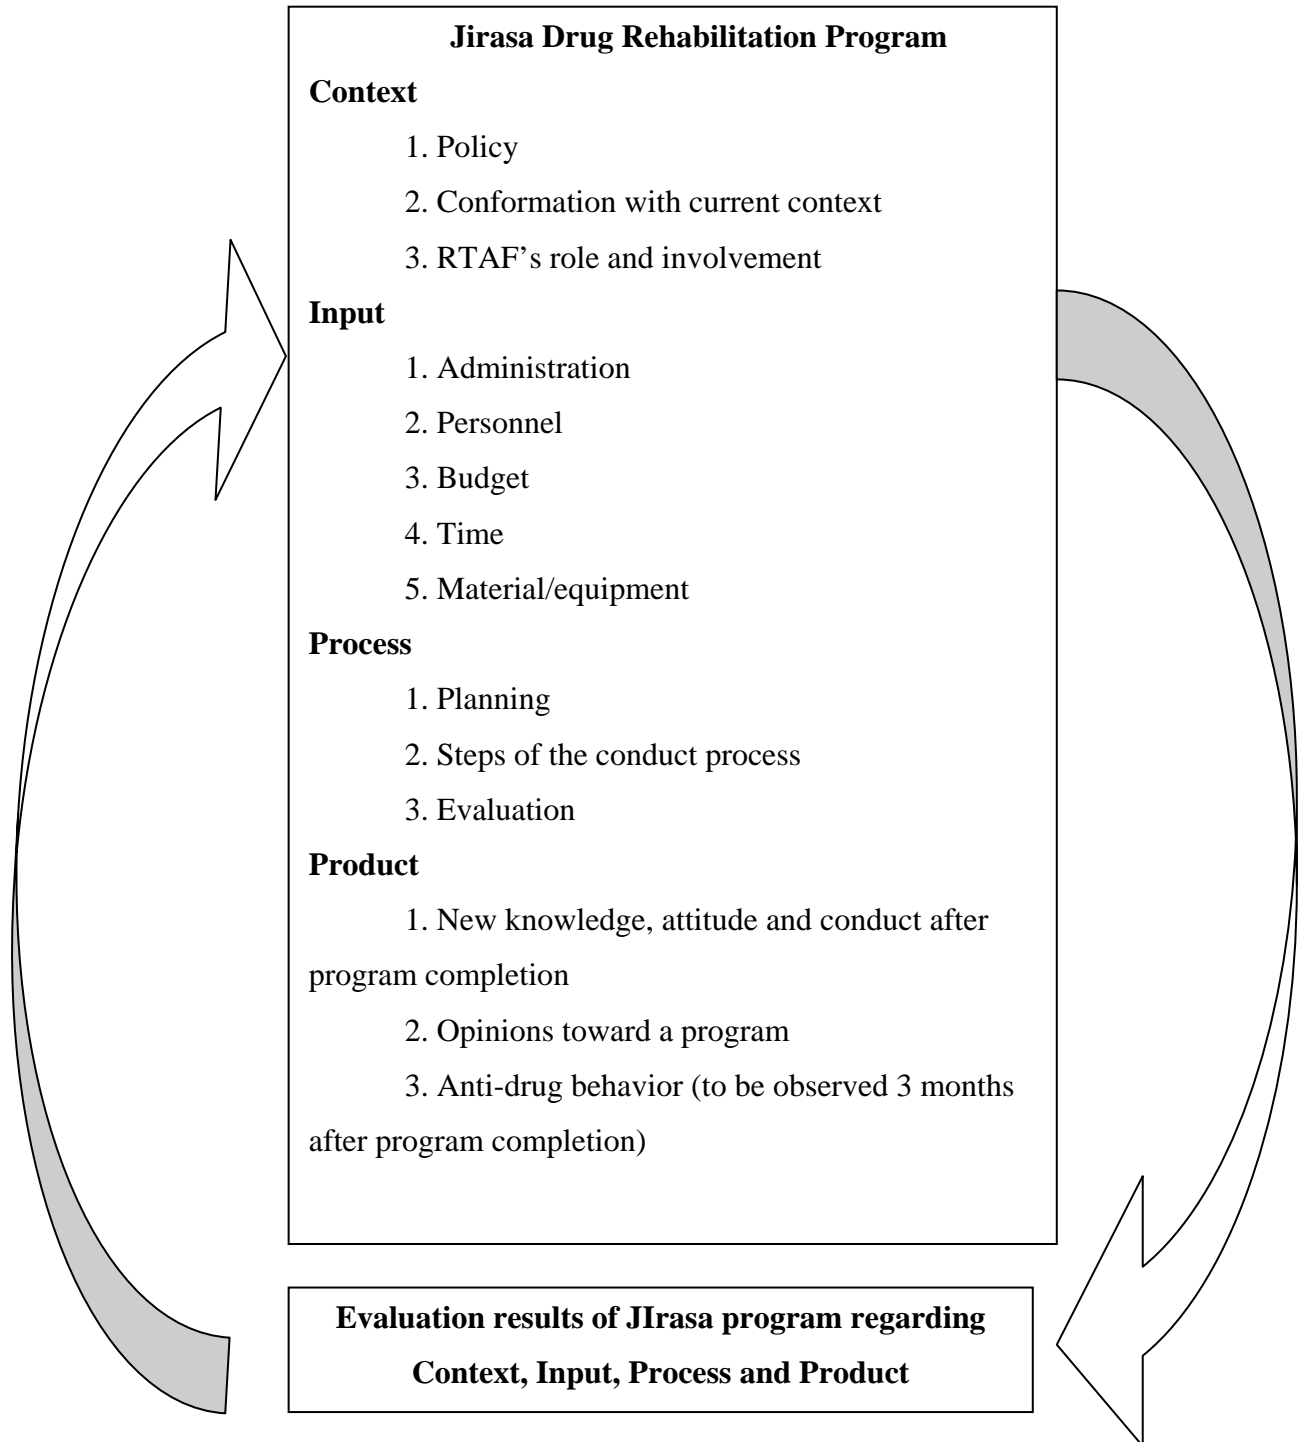 Jirasa Drug Rehabilitation Program
Context
1. Policy
2. Conformation with current context
3. RTAF’s role and involvement
Input
1. Administration
2. Personnel
3. Budget
4. Time
5. Material/equipment
Process
1. Planning
2. Steps of the conduct process
3. Evaluation
Product
1. New knowledge, attitude and conduct after
program completion
2. Opinions toward a program
3. Anti-drug behavior (to be observed 3 months
after program completion)
Evaluation results of JIrasa program regarding
Context, Input, Process and Product